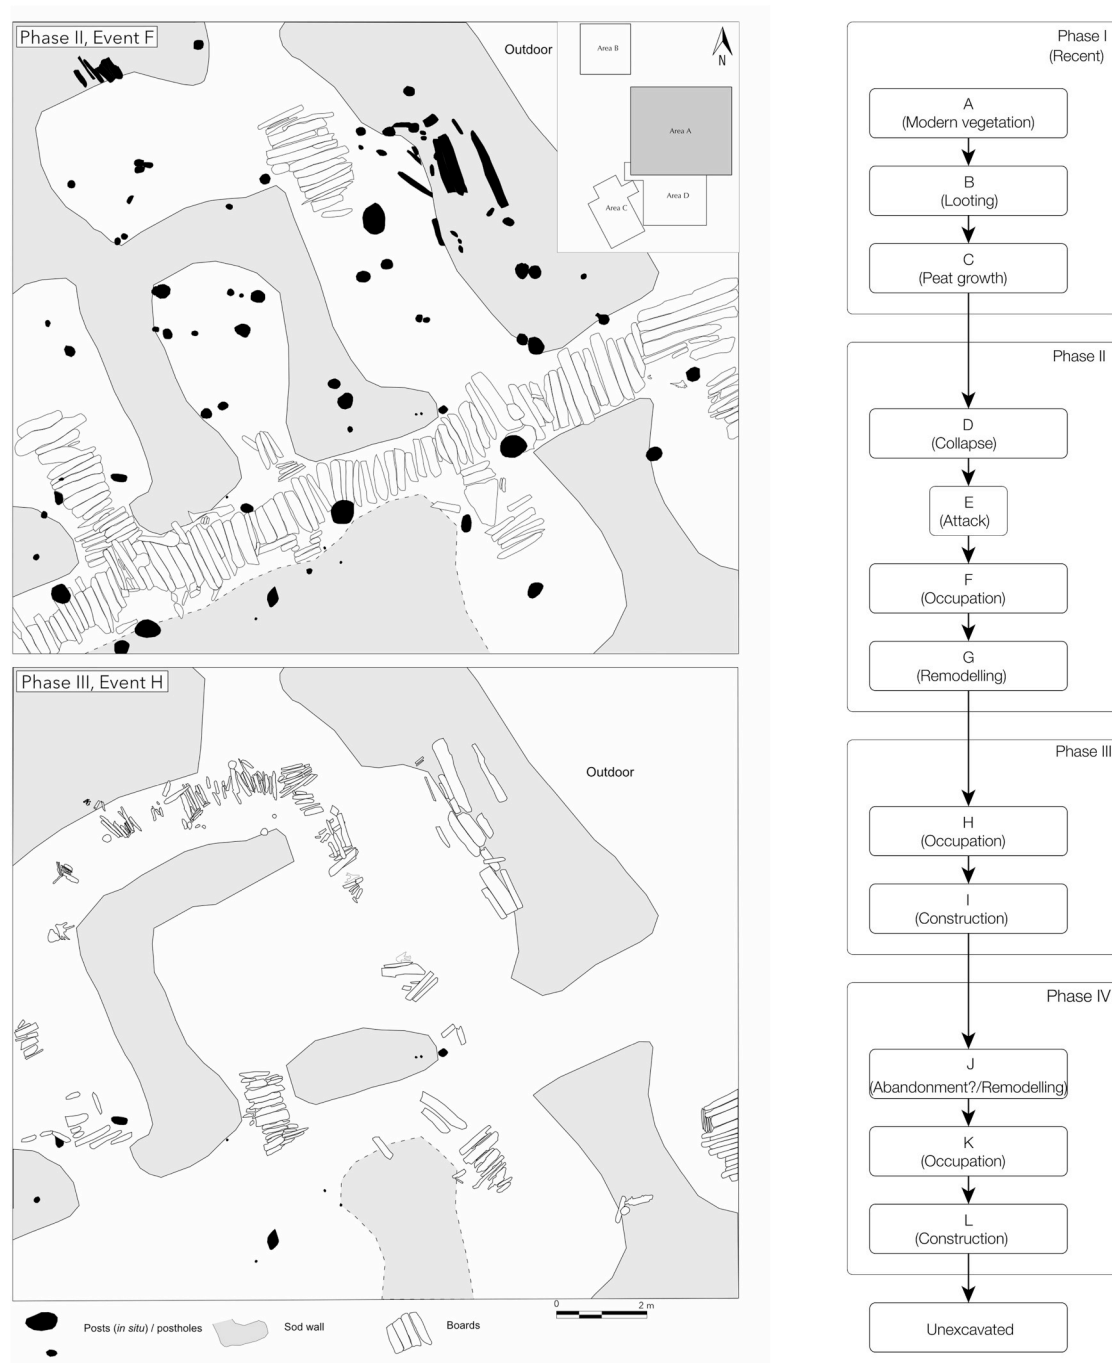 Phase II, Event F
Outdoor
Area B
N
Area A
Area C
Area D
Phase III, Event H
Outdoor
0 2 m
Posts (in situ) / postholes
Sod wall
Boards
Phase I
(Recent)
A
(Modern vegetation)
B
(Looting)
C
(Peat growth)
Phase II
D
(Collapse)
E
(Attack)
F
(Occupation)
G
(Remodelling)
Phase III
H
(Occupation)
I
(Construction)
Phase IV
J
(Abandonment?/Remodelling)
K
(Occupation)
L
(Construction)
Unexcavated